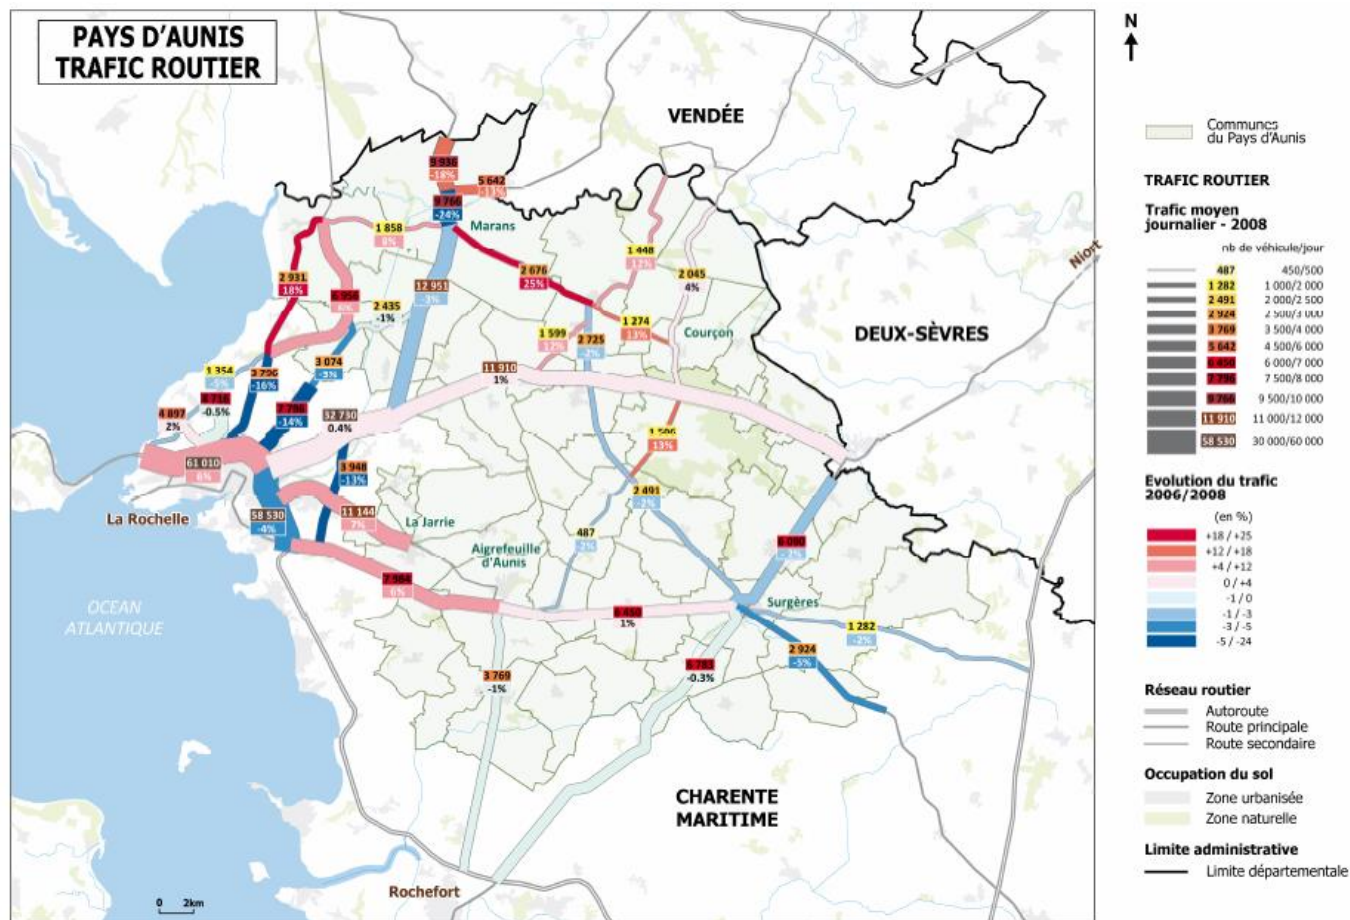 PAYS D'AUNIS
TRAFIC ROUTIER
VENDÉE
9 936
-18%
5 642
-13%
9 766
-24%
Marans
1 858
8%
2 931
18%
2 676
25%
1 448
12%
2 045
4%
Niort
12 951
-3%
6 956
2 435
-1%
1 599
12%
2 725
-2%
1 274
13%
Courçon
DEUX-SÈVRES
1 354
-5%
3 796
-16%
3 074
-3%
11 910
1%
-0.5%
4 897
2%
7 796
-14%
0.4%
1 506
13%
61 010
6%
3 948
-13%
2 491
-2%
La Rochelle
58 530
-4%
11 144
7%
La Jarrie
487
Aigrefeuille
d'Aunis
-2%
7 564
6%
OCEAN
ATLANTIQUE
6 450
1%
Surgères
1 282
-2%
2 924
-5%
6 783
-0.3%
3 769
-1%
CHARENTE
MARITIME
Rochefort
0 2km
N
Communes
du Pays d'Aunis
TRAFIC ROUTIER
Trafic moyen
journalier - 2008
nb de véhicule/jour
487 450/500
1 282 1 000/2 000
2 491 2 000/2 500
2 924 2 500/3 000
3 769 3 500/4 000
5 642 4 500/6 000
6 450 6 000/7 000
7 796 7 500/8 000
9 766 9 500/10 000
11 910 11 000/12 000
58 530 30 000/60 000
Evolution du trafic
2006/2008
(en %)
+18 / +25
+12 / +18
+4 / +12
0 / +4
-1 / 0
-1 / -3
-3 / -5
-5 / -24
Réseau routier
Autoroute
Route principale
Route secondaire
Occupation du sol
Zone urbanisée
Zone naturelle
Limite administrative
Limite départementale